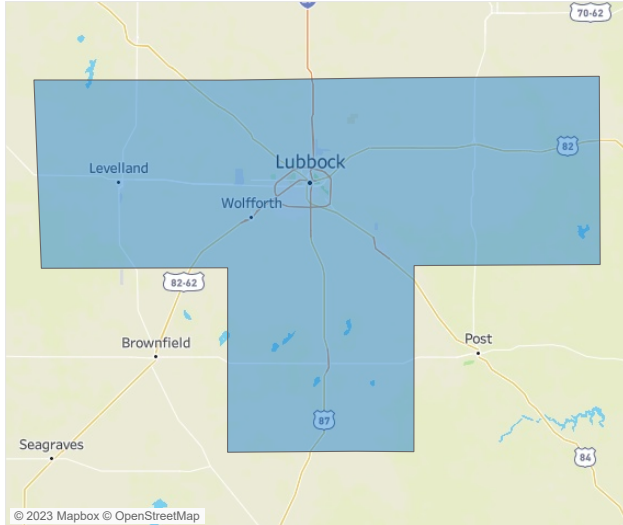 70-62
82
Lubbock
Levelland
Wolfforth
82-62
Brownfield
Post
87
Seagraves
84
© 2023 Mapbox © OpenStreetMap